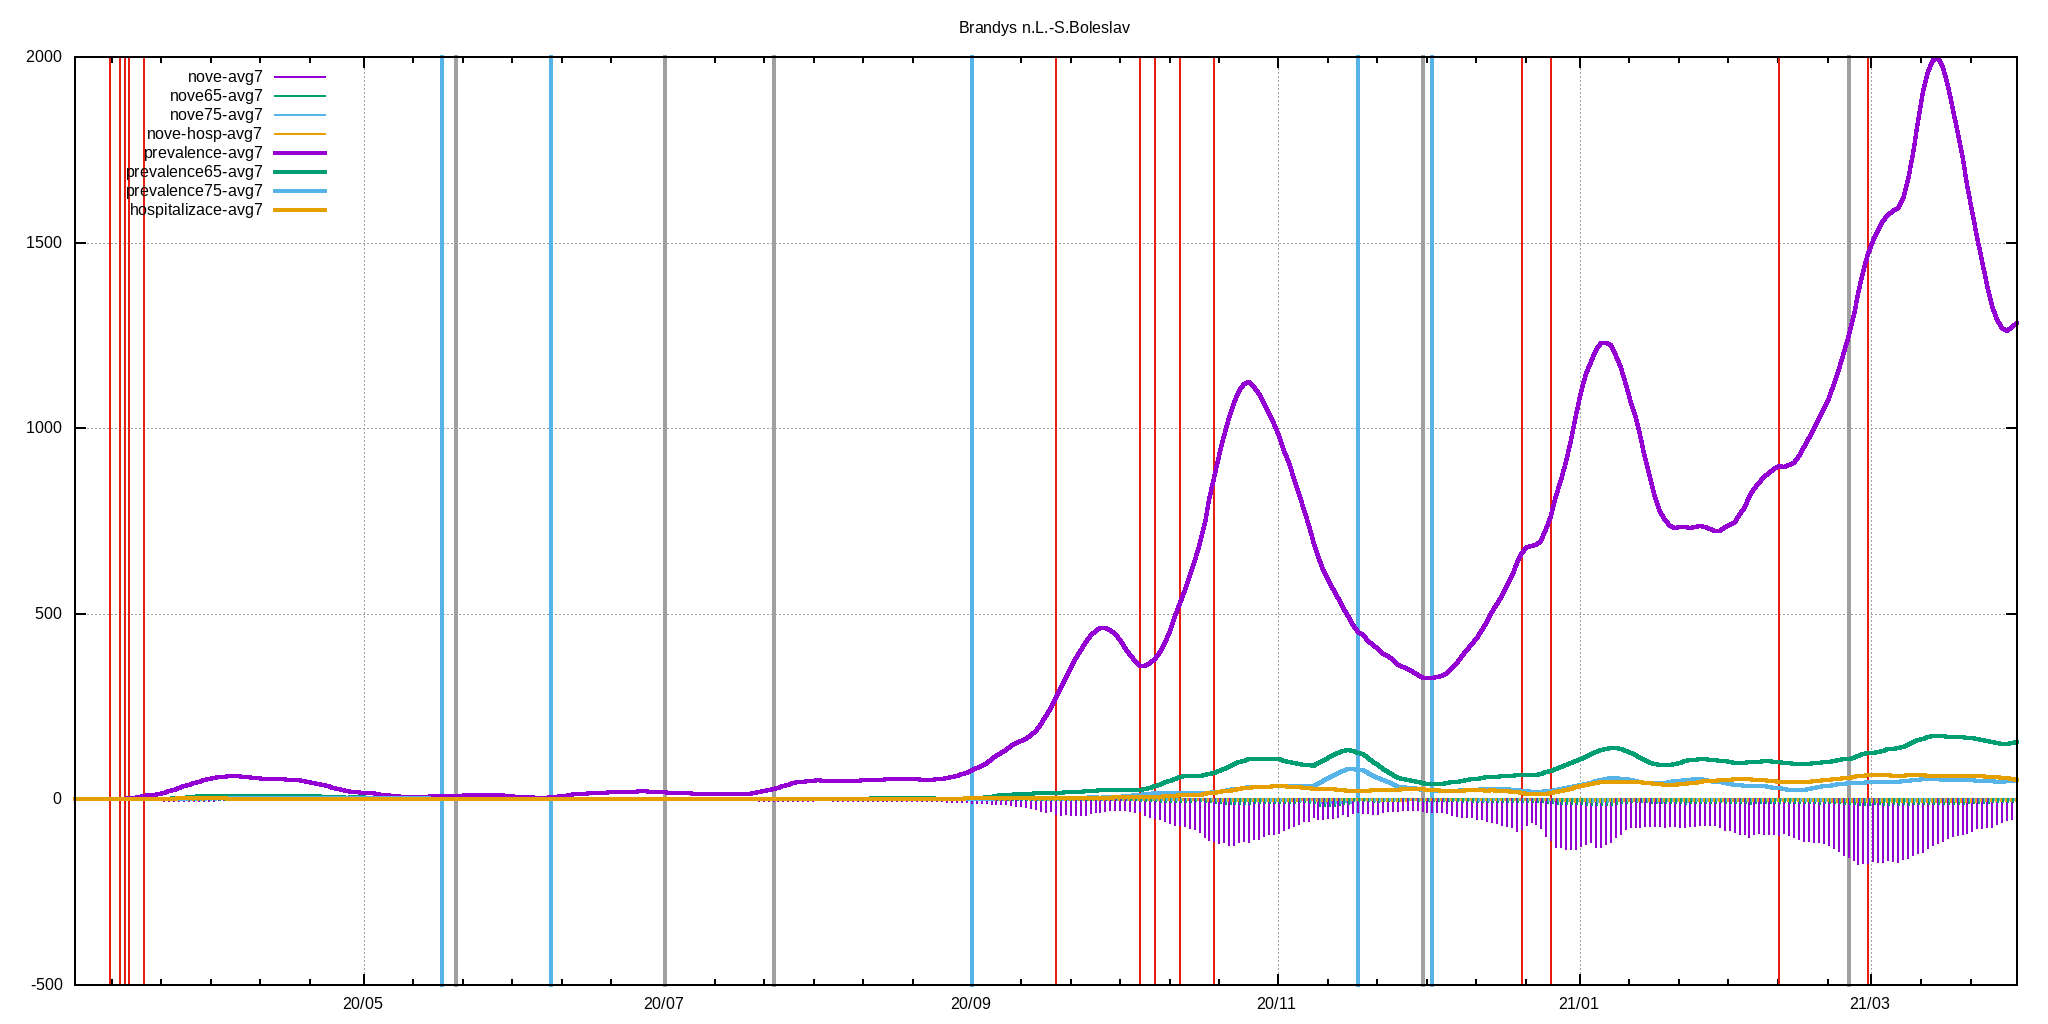 Brandys n.L.-S.Boleslav
2000
1500
1000
500
0
-500
nove-avg7
nove65-avg7
nove75-avg7
nove-hosp-avg7
prevalence-avg7
prevalence65-avg7
prevalence75-avg7
hospitalizace-avg7
20/05
20/07
20/09
20/11
21/01
21/03